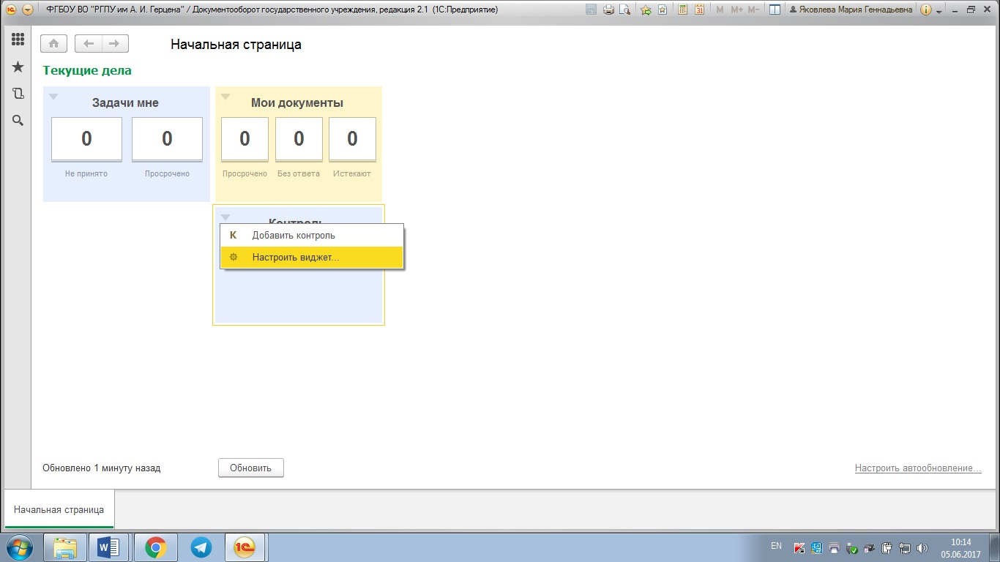 ФГБОУ ВО "РГПУ им А. И. Герцена" / Документооборот государственного учреждения, редакция 2.1 (1С:Предприятие)
M M+ M-
Яковлева Мария Геннадьевна
31
Начальная страница
Текущие дела
Задачи мне
0 0
Не принято Просрочено
Мои документы
0 0 0
Просрочено Без ответа Истекают
Контроль
К Добавить контроль
Настроить виджет...
Обновлено 1 минуту назад
Обновить
Настроить автообновление...
Начальная страница
EN
10:14
05.06.2017